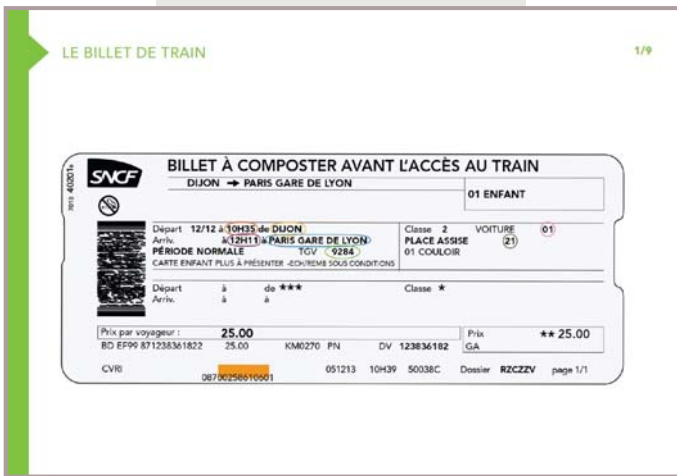 LE BILLET DE TRAIN
1/9
7015 40201a
SNCF
BILLET À COMPOSTER AVANT L'ACCÈS AU TRAIN
DIJON → PARIS GARE DE LYON
01 ENFANT
Départ 12/12 à 10H35 de DIJON Classe 2 VOITURE 01
Arriv. à 12H11 à PARIS GARE DE LYON PLACE ASSISE 21
PÉRIODE NORMALE TGV 9284 01 COULOIR
CARTE ENFANT PLUS À PRÉSENTER -ECH/REMB SOUS CONDITIONS
Départ à de *** Classe *
Arriv. à à
Prix par voyageur : 25.00 Prix ** 25.00
BD EF99 871238361822 25.00 KM0270 PN DV 123836182 GA
CVRI 051213 10H39 50038C Dossier RZCZZV page 1/1
08700258610601